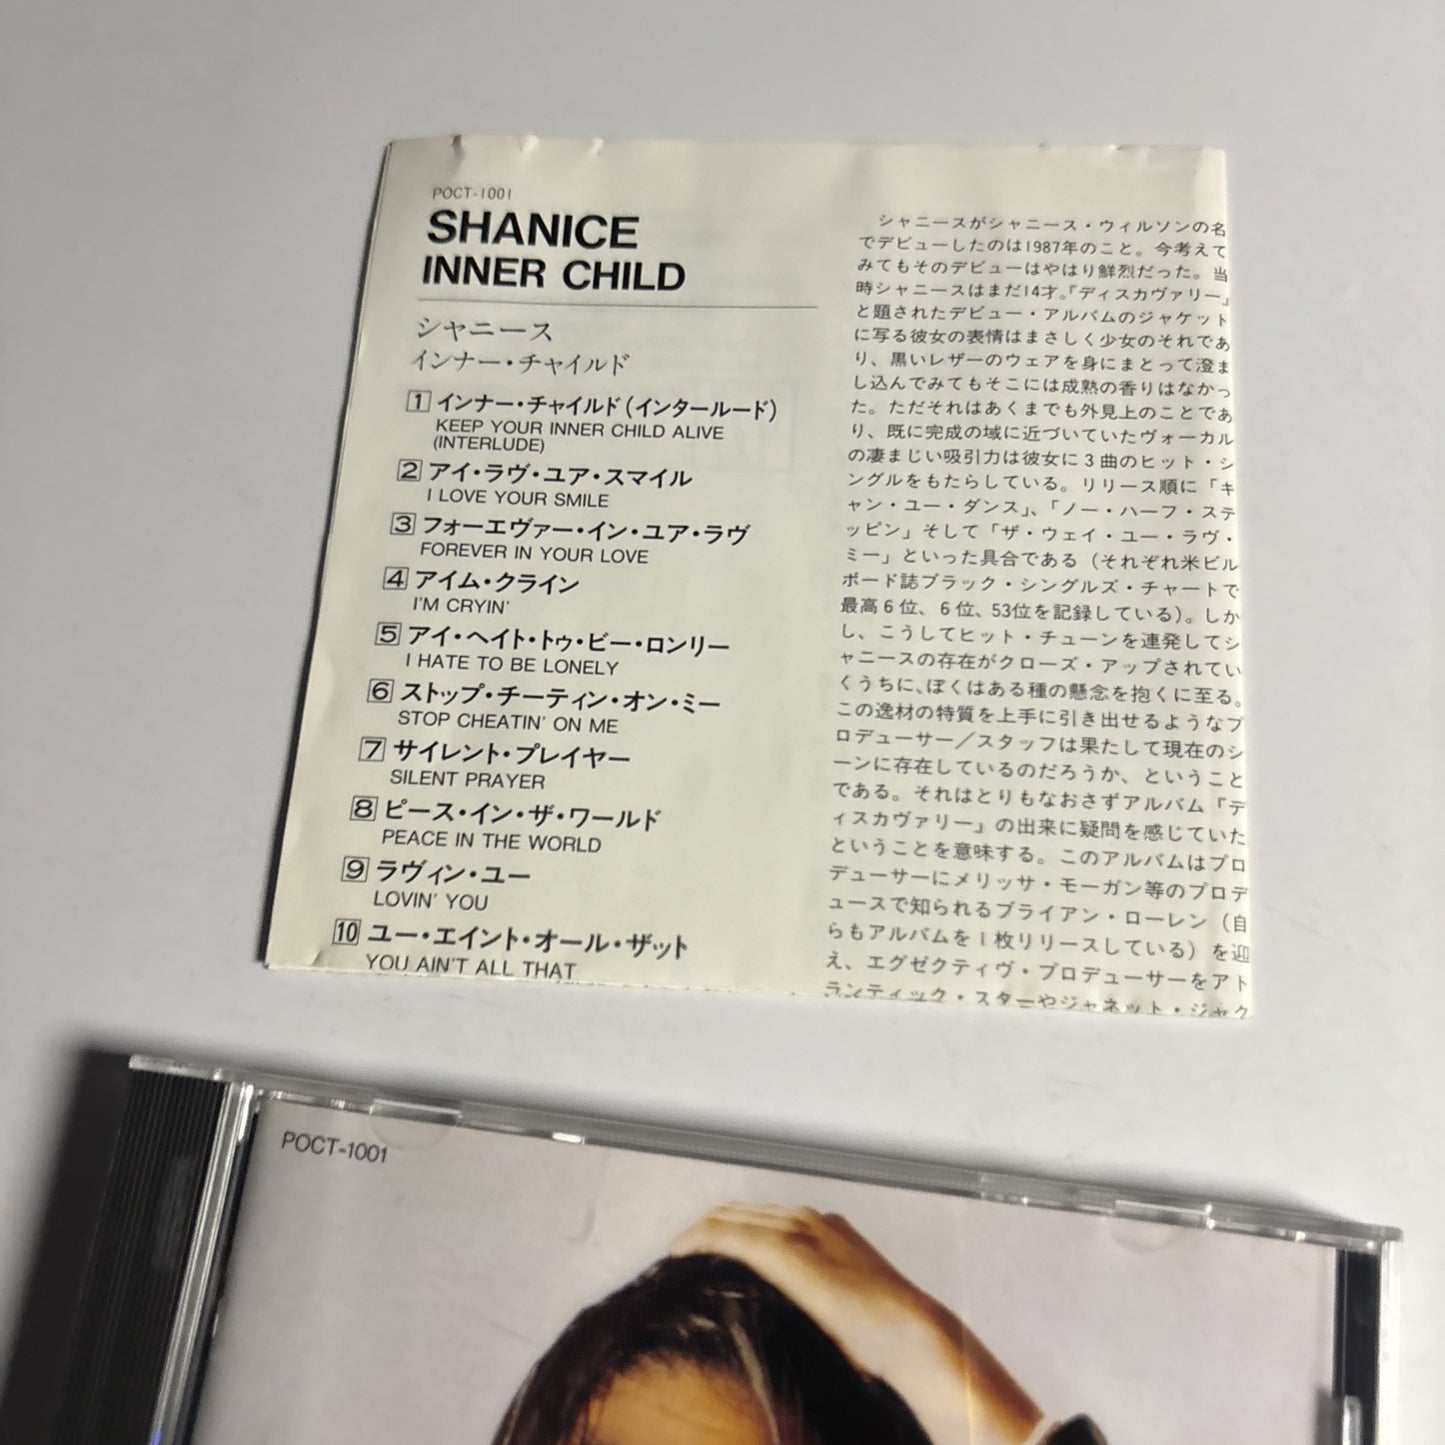 POCT-1001
SHANICE
INNER CHILD
シャニース
インナー・チャイルド
1 インナー・チャイルド(インタールード)
KEEP YOUR INNER CHILD ALIVE
(INTERLUDE)
2 アイ・ラヴ・ユア・スマイル
I LOVE YOUR SMILE
3 フォーエヴァー・イン・ユア・ラヴ
FOREVER IN YOUR LOVE
4 アイム・クライン
I'M CRYIN'
5 アイ・ヘイト・トゥ・ビー・ロンリー
I HATE TO BE LONELY
6 ストップ・チーティン・オン・ミー
STOP CHEATIN' ON ME
7 サイレント・プレイヤー
SILENT PRAYER
8 ピース・イン・ザ・ワールド
PEACE IN THE WORLD
9 ラヴィン・ユー
LOVIN' YOU
10 ユー・エイント・オール・ザット
YOU AIN'T ALL THAT
シャニースがシャニース・ウィルソンの名
でデビューしたのは1987年のこと。今考えて
みてもそのデビューはやはり鮮烈だった。当
時シャニースはまだ14才。『ディスカヴァリー』
と題されたデビュー・アルバムのジャケット
に写る彼女の表情はまさしく少女のそれであ
り、黒いレザーのウェアを身にまとって澄ま
し込んでみてもそこには成熟の香りはなかっ
た。ただそれはあくまでも外見上のことであ
り、既に完成の域に近づいていたヴォーカル
の凄まじい吸引力は彼女に3曲のヒット・シ
ングルをもたらしている。リリース順に「キ
ャン・ユー・ダンス」、「ノー・ハーフ・ステ
ッピン」そして「ザ・ウェイ・ユー・ラヴ・
ミー」といった具合である(それぞれ米ビル
ボード誌ブラック・シングルズ・チャートで
最高6位、6位、53位を記録している)。しか
し、こうしてヒット・チューンを連発してシ
ャニースの存在がクローズ・アップされてい
くうちに、ぼくはある種の懸念を抱くに至る。
この逸材の特質を上手に引き出せるようなプ
ロデューサー/スタッフは果たして現在のシ
ーンに存在しているのだろうか、ということ
である。それはとりもなおさずアルバム『デ
ィスカヴァリー』の出来に疑問を感じていた
ということを意味する。このアルバムはプロ
デューサーにメリッサ・モーガン等のプロデ
ュースで知られるブライアン・ローレン(自
らもアルバムを1枚リリースしている)を迎
え、エグゼクティヴ・プロデューサーをアト
ランティック・スターやジャネット・ジャク
POCT-1001